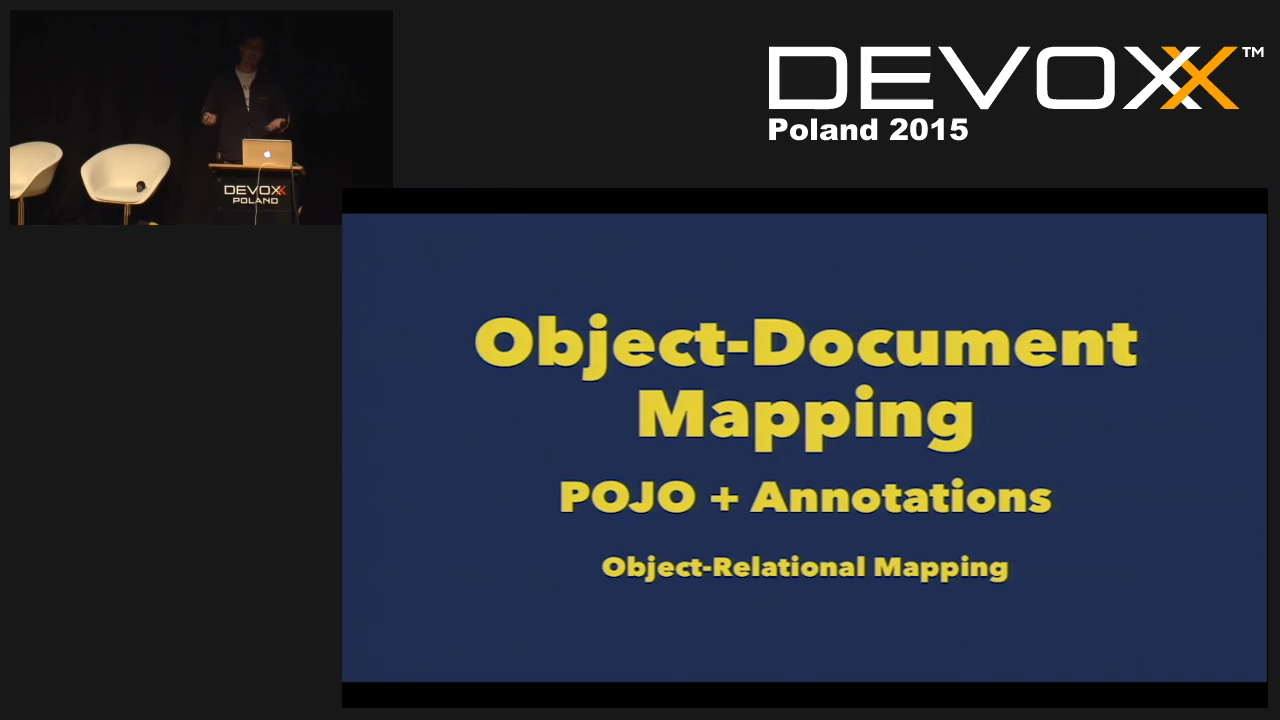 DEVOXX™
Poland 2015
DEVOXX
POLAND
Object-Document
Mapping
POJO + Annotations
Object-Relational Mapping